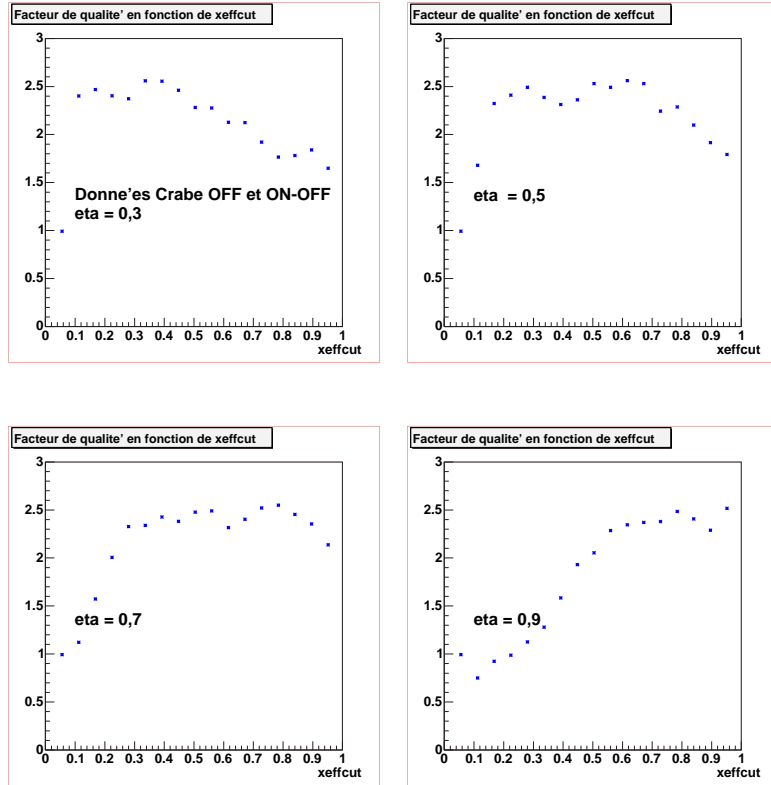 Facteur de qualite' en fonction de xeffcut
3
2.5
2
1.5
1
0.5
0
Donne'es Crabe OFF et ON-OFF
eta = 0,3
0 0.1 0.2 0.3 0.4 0.5 0.6 0.7 0.8 0.9 1
xeffcut
Facteur de qualite' en fonction de xeffcut
3
2.5
2
1.5
1
0.5
0
eta = 0,5
0 0.1 0.2 0.3 0.4 0.5 0.6 0.7 0.8 0.9 1
xeffcut
Facteur de qualite' en fonction de xeffcut
3
2.5
2
1.5
1
0.5
0
eta = 0,7
0 0.1 0.2 0.3 0.4 0.5 0.6 0.7 0.8 0.9 1
xeffcut
Facteur de qualite' en fonction de xeffcut
3
2.5
2
1.5
1
0.5
0
eta = 0,9
0 0.1 0.2 0.3 0.4 0.5 0.6 0.7 0.8 0.9 1
xeffcut